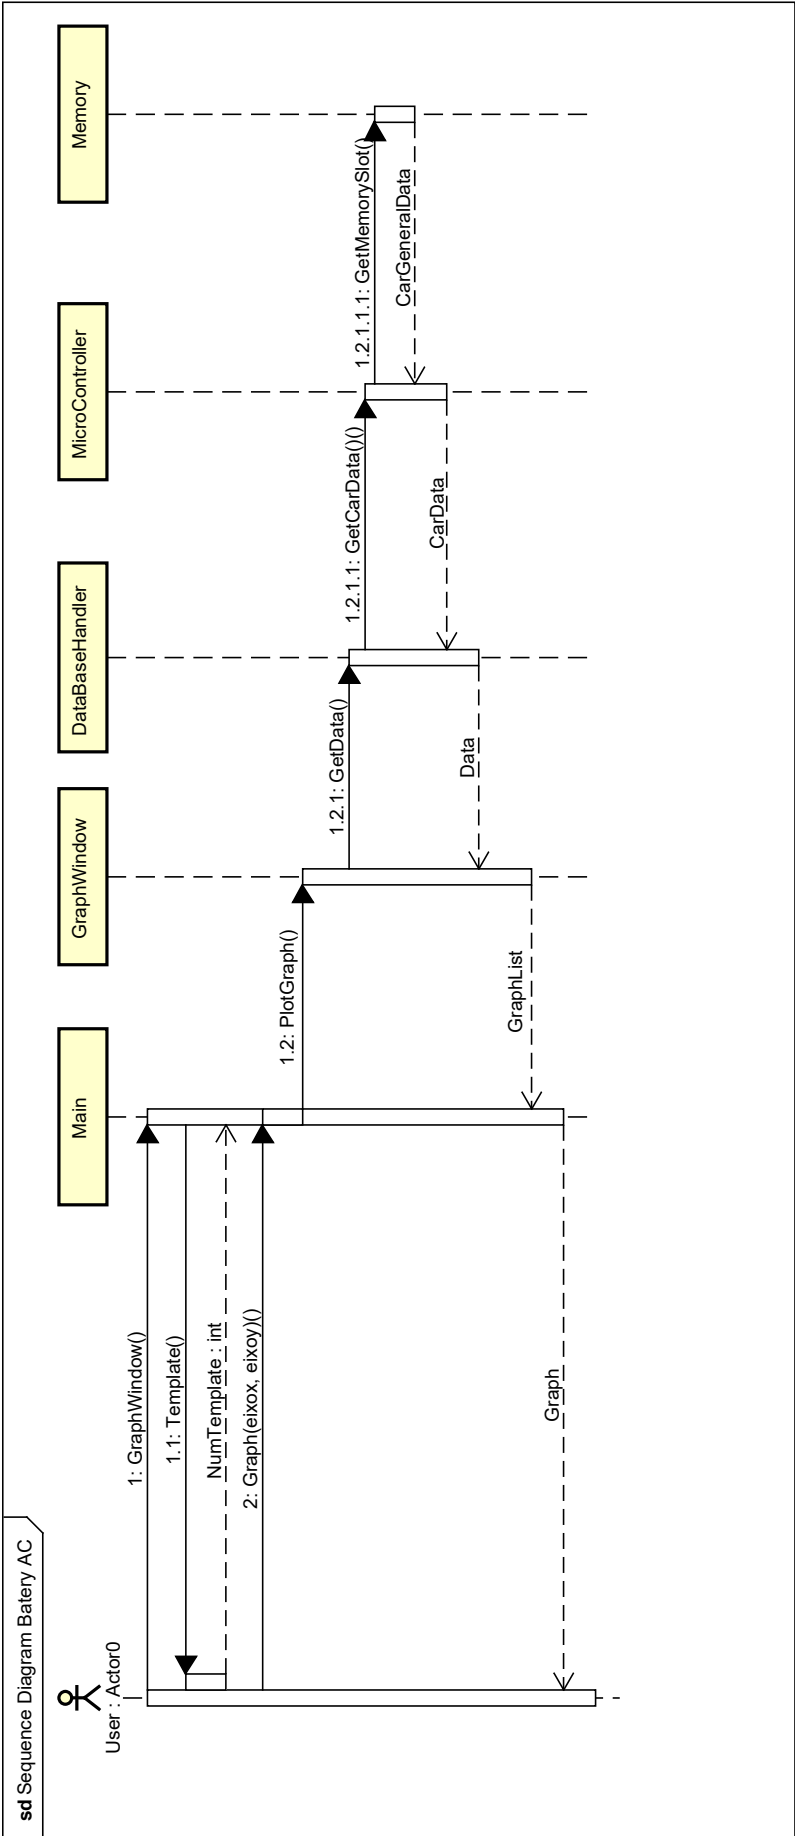 sd Sequence Diagram Batery AC
User : Actor0
Main
GraphWindow
DataBaseHandler
MicroController
Memory
1: GraphWindow()
1.1: Template()
NumTemplate : int
2: Graph(eixox, eixoy)()
1.2: PlotGraph()
1.2.1: GetData()
1.2.1.1: GetCarData()()
1.2.1.1.1: GetMemorySlot()
CarGeneralData
CarData
Data
GraphList
Graph